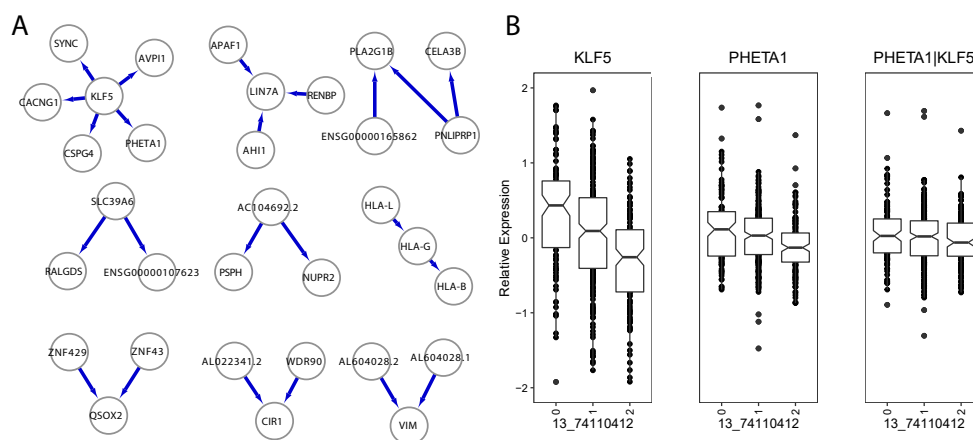 A
SYNC
AVPI1
KLF5
CACNG1
CSPG4
PHETA1
APAF1
LIN7A
RENBP
AHI1
PLA2G1B
CELA3B
ENSG00000165862
PNLIPRP1
SLC39A6
RALGDS
ENSG00000107623
AC104692.2
PSPH
NUPR2
HLA-L
HLA-G
HLA-B
ZNF429
ZNF43
QSOX2
AL022341.2
WDR90
CIR1
AL604028.2
AL604028.1
VIM
B
KLF5
PHETA1
PHETA1|KLF5
Relative Expression
2
1
0
−1
−2
0 1 2
13_74110412
0 1 2
13_74110412
0 1 2
13_74110412